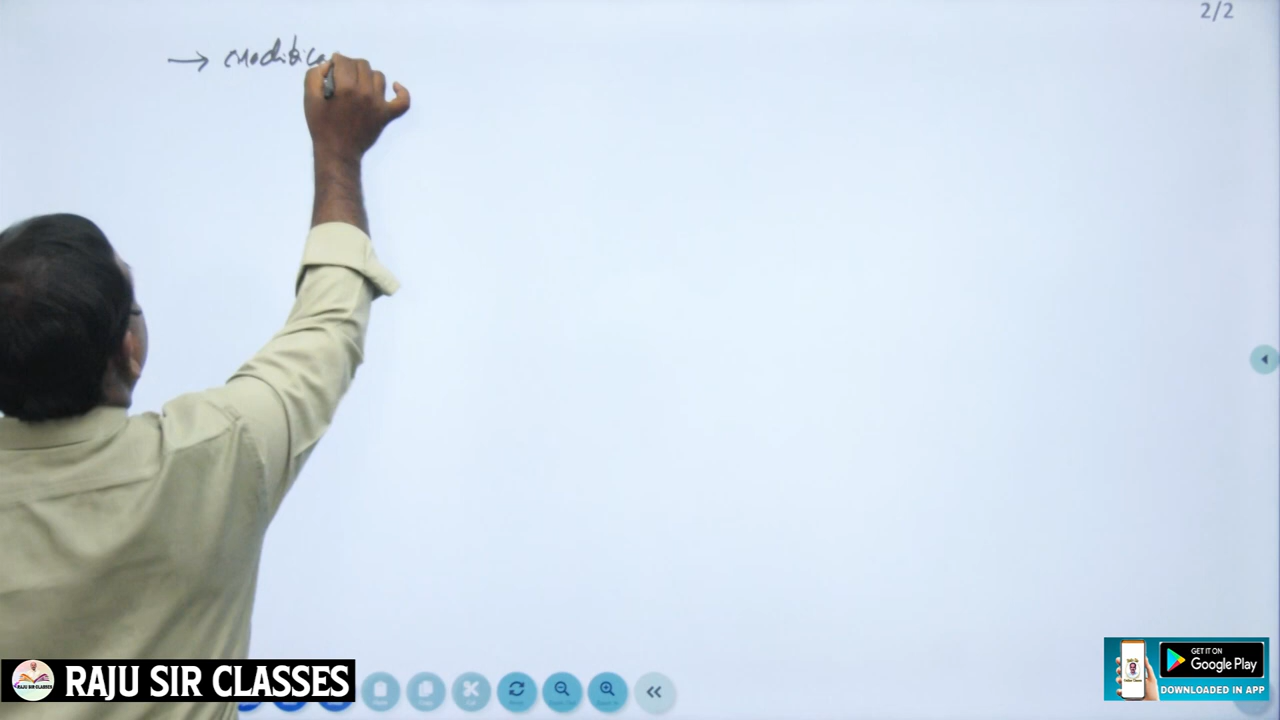 2/2
→ Modifica
RAJU SIR CLASSES
GET IT ON
Google Play
DOWNLOADED IN APP